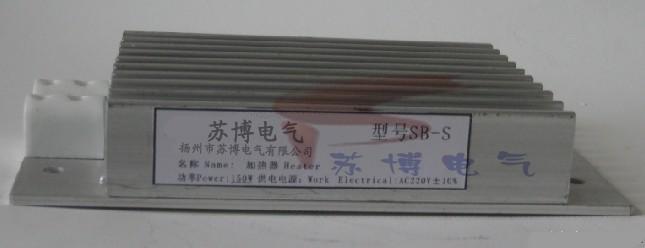 苏博电气 型号SB-S
扬州市苏博电气有限公司
名称 Name: 加热器 Heater
功率Power:150W 供电电源: Work Electrical:AC220V±10%
苏博电气